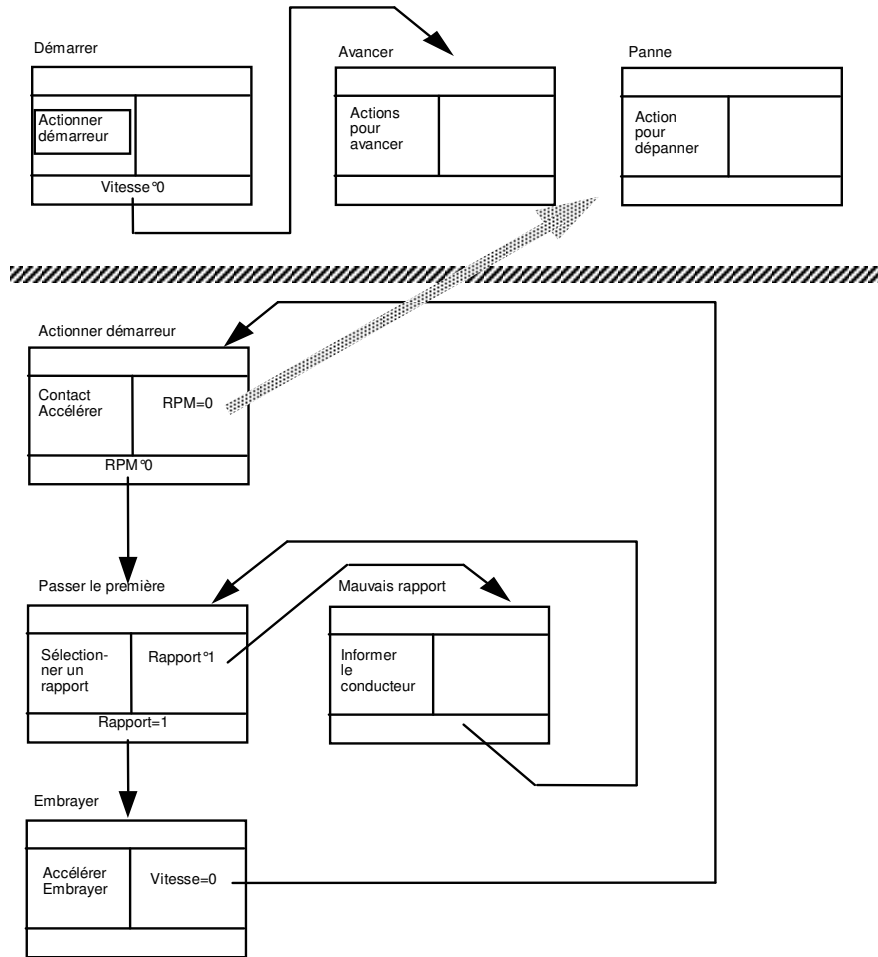 Démarrer
Avancer
Panne
Actionner
démarreur
Actions
pour
avancer
Action
pour
dépanner
Vitesse°0
Actionner démarreur
Contact
Accélérer
RPM=0
RPM°0
Passer le première
Mauvais rapport
Sélection-
ner un
rapport
Rapport°1
Informer
le
conducteur
Rapport=1
Embrayer
Accélérer
Embrayer
Vitesse=0